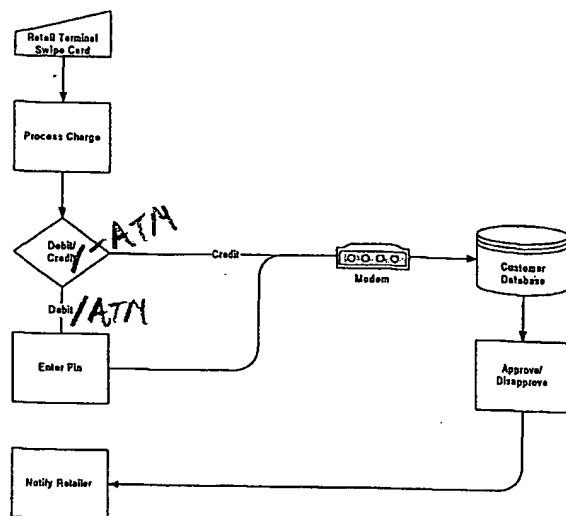 Retail Terminal
Swipe Card
Process Charge
Debit/
Credit
/-ATM
Credit
Modem
Customer
Database
Debit
/ATM
Enter Pin
Approve/
Disapprove
Notify Retailer